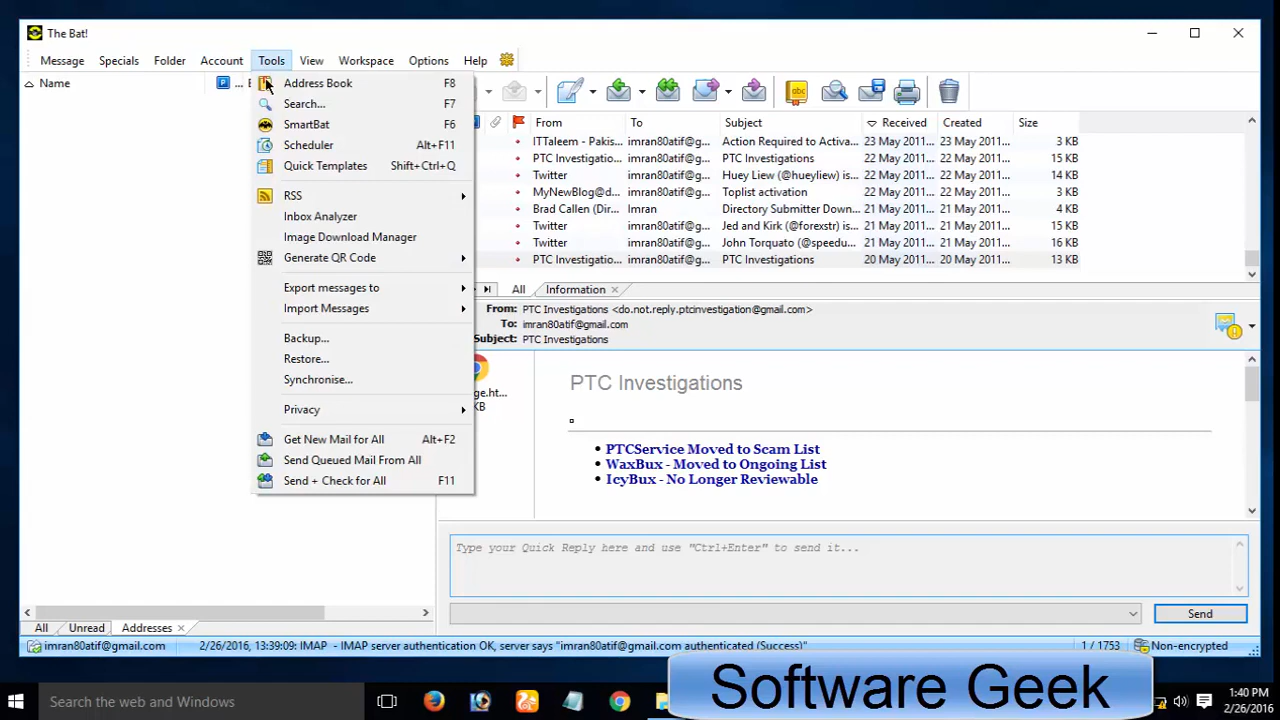 The Bat!
Message Specials Folder Account Tools View Workspace Options Help
Name
Address Book F8
Search... F7
SmartBat F6
Scheduler Alt+F11
Quick Templates Shift+Ctrl+Q
RSS
Inbox Analyzer
Image Download Manager
Generate QR Code
Export messages to
Import Messages
Backup...
Restore...
Synchronise...
Privacy
Get New Mail for All Alt+F2
Send Queued Mail From All
Send + Check for All F11
From To Subject Received Created Size
ITTaleem - Pakis... imran80atif@g... Action Required to Activa... 23 May 2011... 23 May 2011... 3 KB
PTC Investigatio... imran80atif@g... PTC Investigations 22 May 2011... 22 May 2011... 13 KB
Twitter imran80atif@g... Huey Liew (@hueyliew) is... 22 May 2011... 22 May 2011... 14 KB
MyNewBlog@d... imran80atif@g... Toplist activation 22 May 2011... 22 May 2011... 3 KB
Brad Callen (Dir... Imran Directory Submitter Down... 21 May 2011... 21 May 2011... 4 KB
Twitter imran80atif@g... Jed and Kirk (@forexstr) is... 21 May 2011... 21 May 2011... 15 KB
Twitter imran80atif@g... John Torquato (@speedu... 21 May 2011... 21 May 2011... 16 KB
PTC Investigatio... imran80atif@g... PTC Investigations 20 May 2011... 20 May 2011... 13 KB
All Information
From: PTC Investigations <do.not.reply.ptcinvestigation@gmail.com>
To: imran80atif@gmail.com
Subject: PTC Investigations
ge.ht...
KB
PTC Investigations
PTCService Moved to Scam List
WaxBux - Moved to Ongoing List
IcyBux - No Longer Reviewable
Type your Quick Reply here and use "Ctrl+Enter" to send it...
Send
All Unread Addresses
imran80atif@gmail.com 2/26/2016, 13:39:09: IMAP - IMAP server authentication OK, server says "imran80atif@gmail.com authenticated (Success)" 1 / 1753 Non-encrypted
Software Geek
Search the web and Windows
1:40 PM
2/26/2016